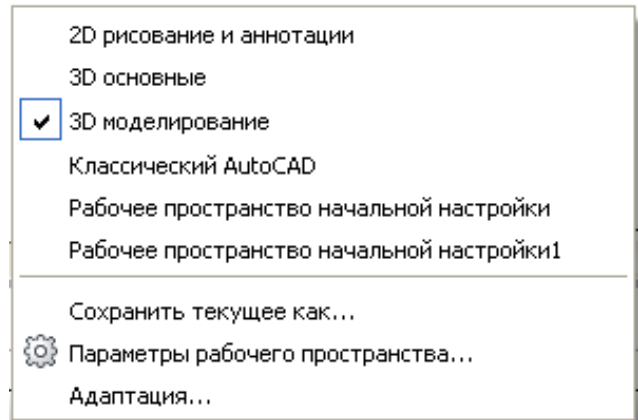 2D рисование и аннотации
3D основные
3D моделирование
Классический AutoCAD
Рабочее пространство начальной настройки
Рабочее пространство начальной настройки1
Сохранить текущее как...
Параметры рабочего пространства...
Адаптация...